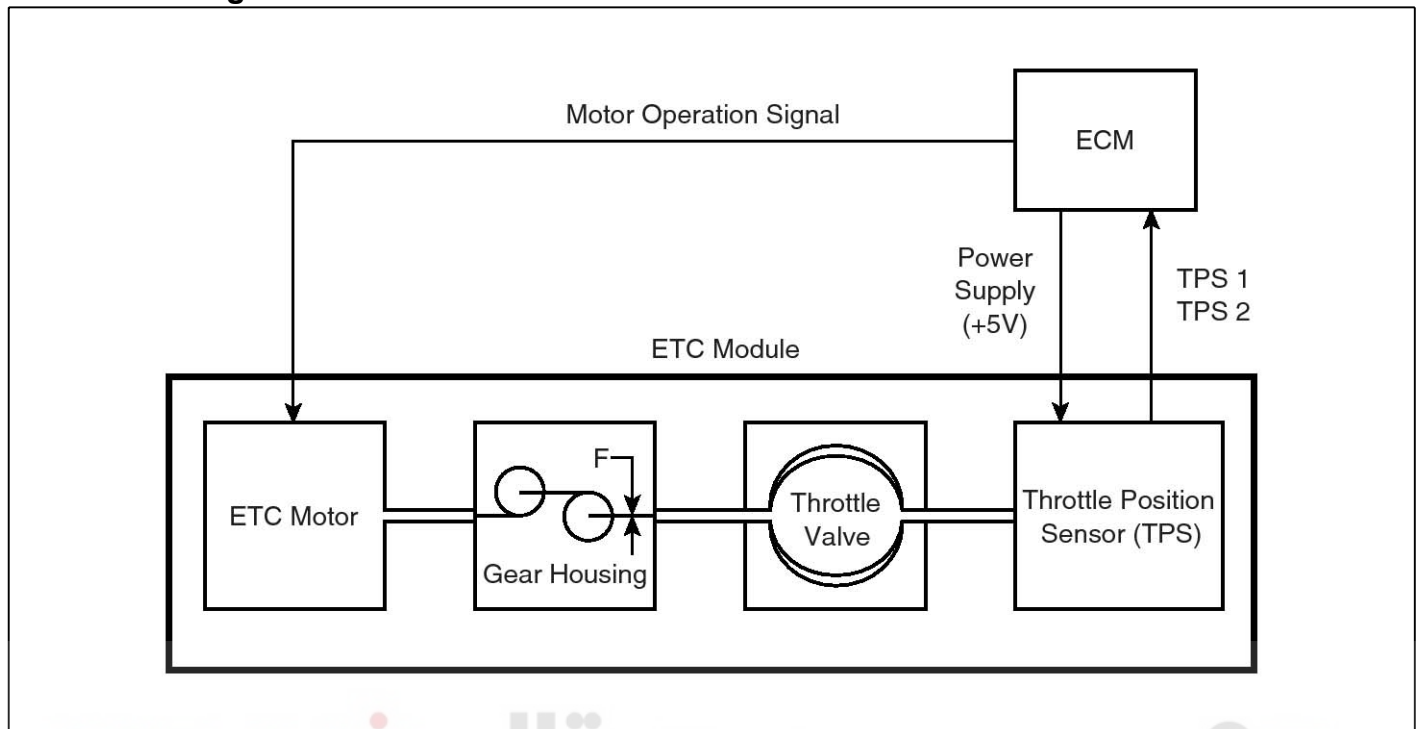 Motor Operation Signal
ECM
Power
Supply
(+5V)
TPS 1
TPS 2
ETC Module
ETC Motor
F
Gear Housing
Throttle
Valve
Throttle Position
Sensor (TPS)